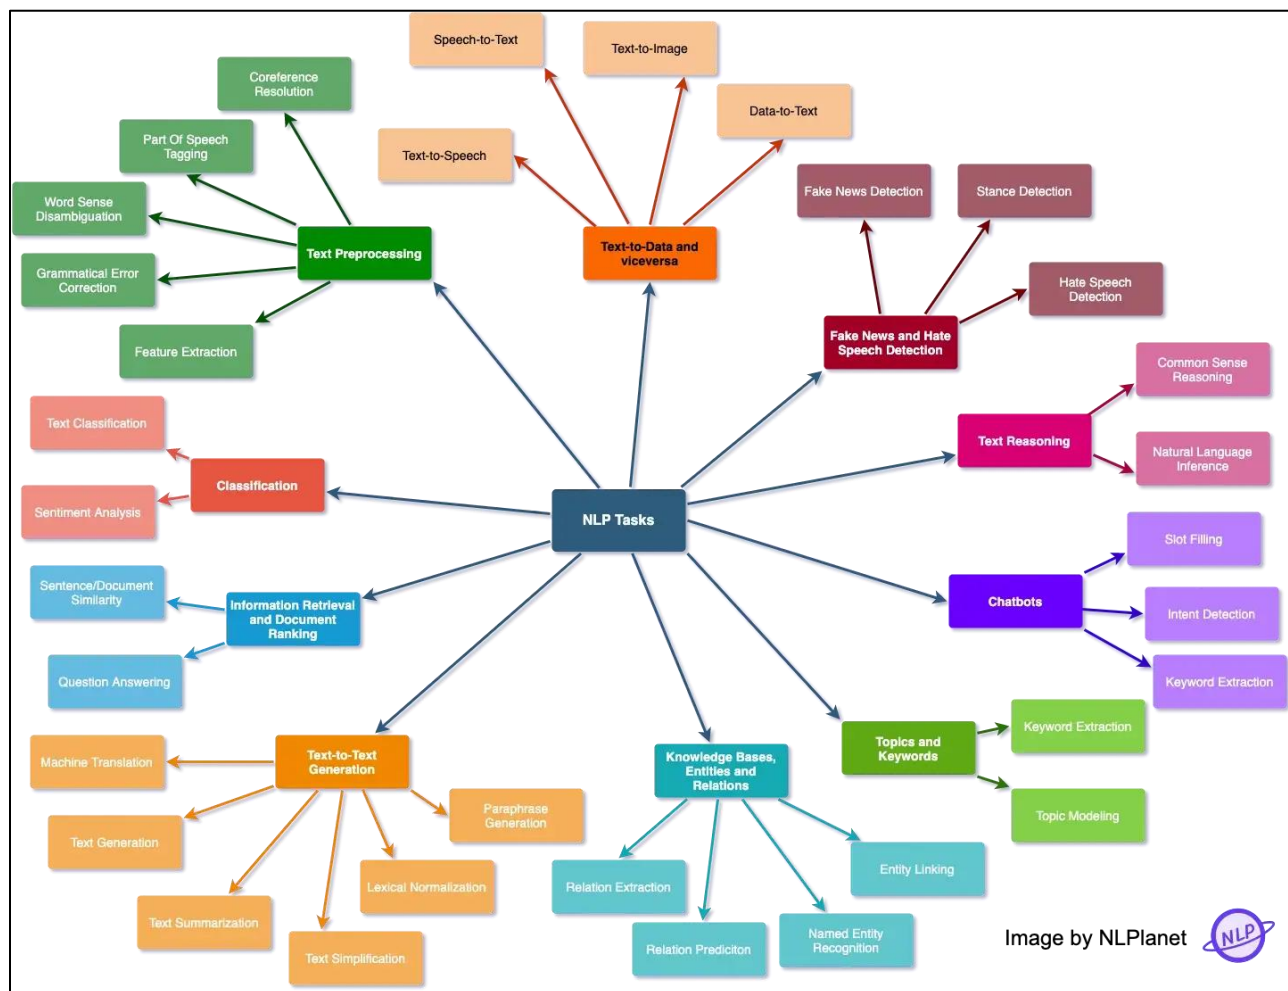 Speech-to-Text
Text-to-Image
Data-to-Text
Text-to-Speech
Text-to-Data and
viceversa
Coreference
Resolution
Part Of Speech
Tagging
Word Sense
Disambiguation
Grammatical Error
Correction
Feature Extraction
Text Preprocessing
Fake News Detection
Stance Detection
Hate Speech
Detection
Fake News and Hate
Speech Detection
Common Sense
Reasoning
Natural Language
Inference
Text Reasoning
Text Classification
Sentiment Analysis
Classification
NLP Tasks
Slot Filling
Intent Detection
Keyword Extraction
Chatbots
Sentence/Document
Similarity
Question Answering
Information Retrieval
and Document
Ranking
Machine Translation
Text Generation
Text Summarization
Text Simplification
Lexical Normalization
Paraphrase
Generation
Text-to-Text
Generation
Knowledge Bases,
Entities and
Relations
Relation Extraction
Relation Prediciton
Named Entity
Recognition
Entity Linking
Topics and
Keywords
Keyword Extraction
Topic Modeling
Image by NLPlanet
NLP